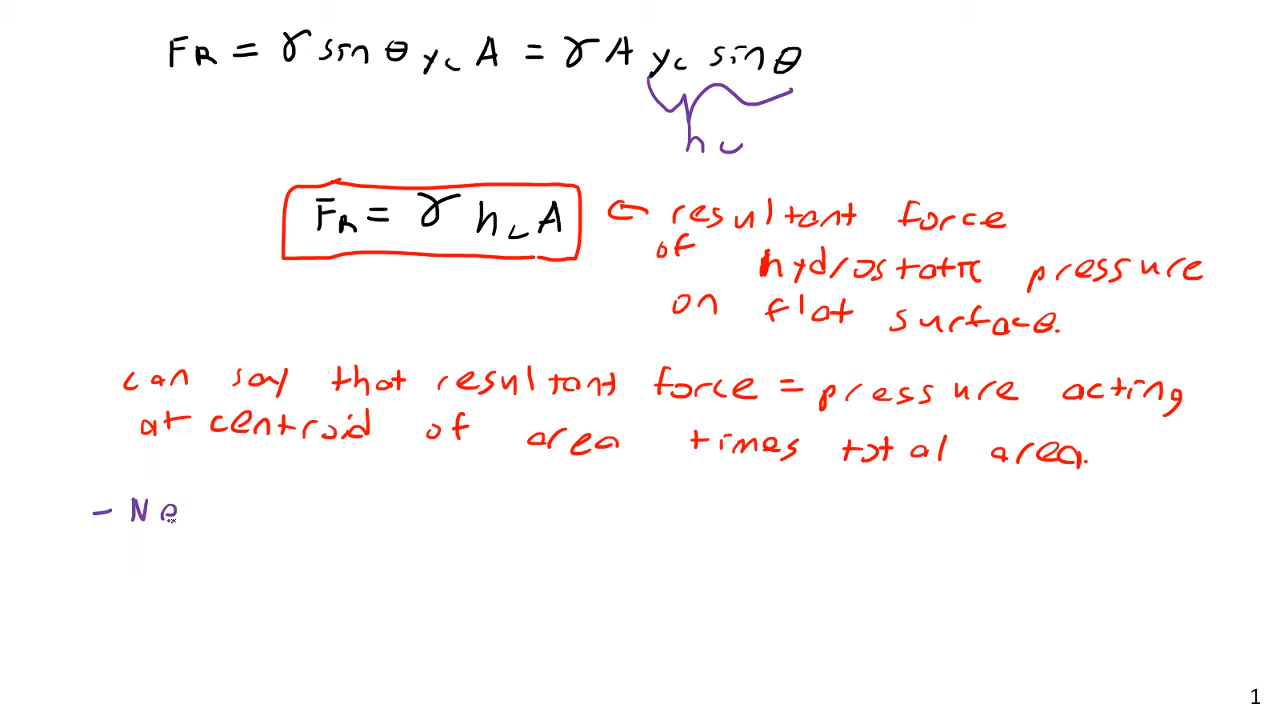 FR = γ sin θ yc A = γ A yc sin θ
hc
FR = γ hc A ← resultant force
of hydrostatic pressure
on flat surface.
can say that resultant force = pressure acting
at centroid of area times total area.
- Ne
1